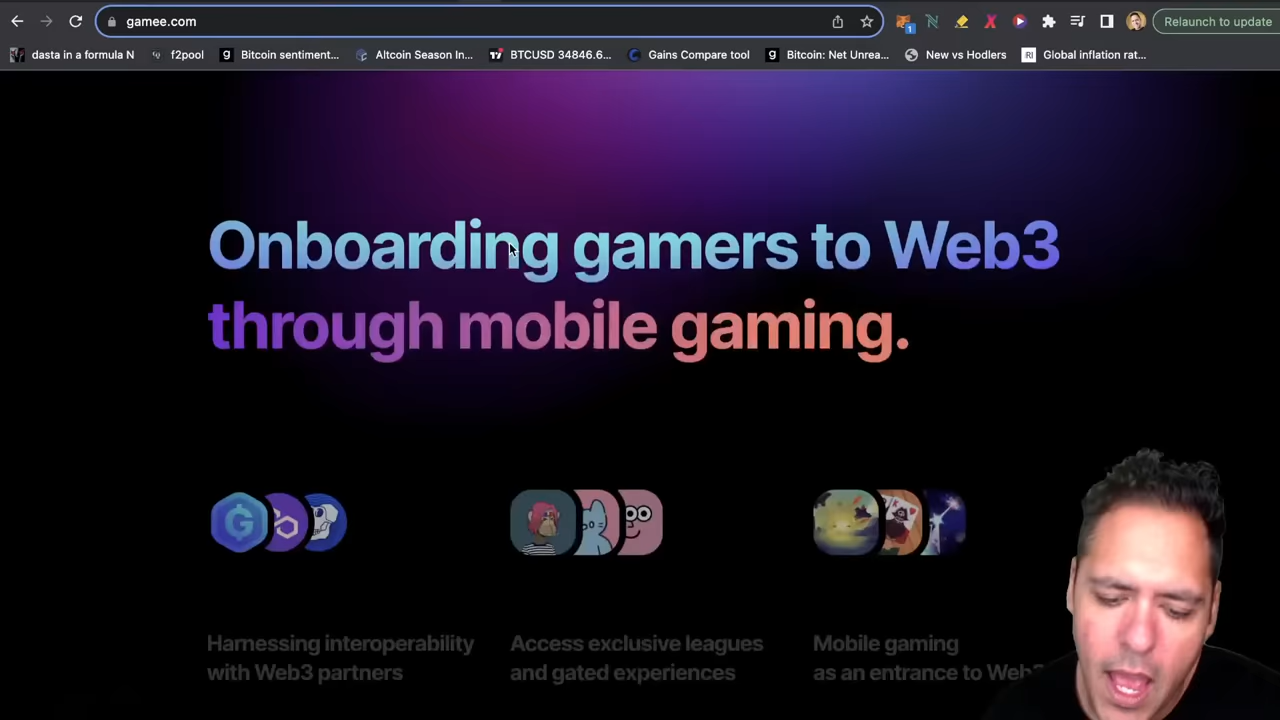 gamee.com
1
Relaunch to update
dasta in a formula N
f2pool
Bitcoin sentiment...
Altcoin Season In...
BTCUSD 34846.6...
Gains Compare tool
Bitcoin: Net Unrea...
New vs Hodlers
RI Global inflation rat...
Onboarding gamers to Web3
through mobile gaming.
Harnessing interoperability
with Web3 partners
Access exclusive leagues
and gated experiences
Mobile gaming
as an entrance to Web3